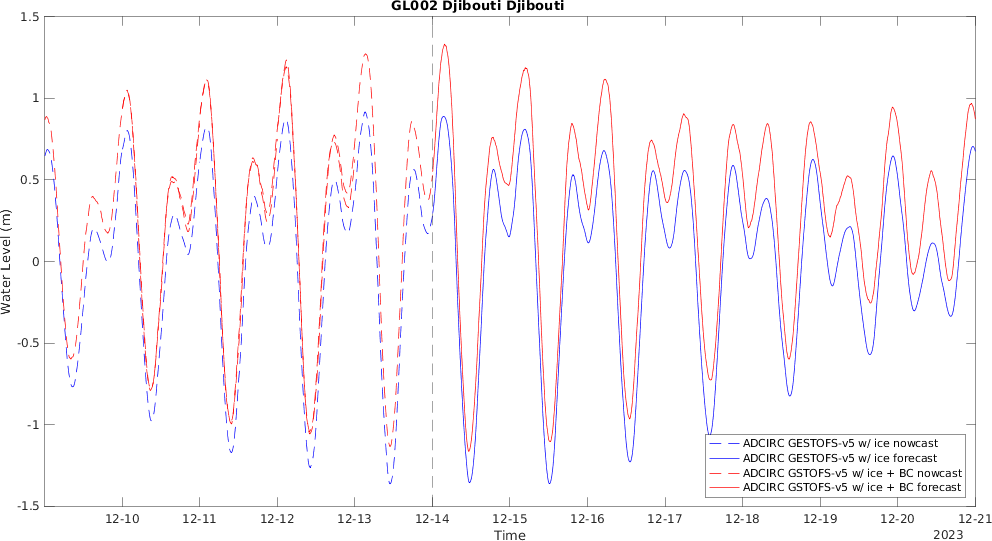 GL002 Djibouti Djibouti
Water Level (m)
1.5
1
0.5
0
-0.5
-1
-1.5
ADCIRC GESTOFS-v5 w/ ice nowcast
ADCIRC GESTOFS-v5 w/ ice forecast
ADCIRC GSTOFS-v5 w/ ice + BC nowcast
ADCIRC GSTOFS-v5 w/ ice + BC forecast
12-10 12-11 12-12 12-13 12-14 12-15 12-16 12-17 12-18 12-19 12-20 12-21
Time
2023